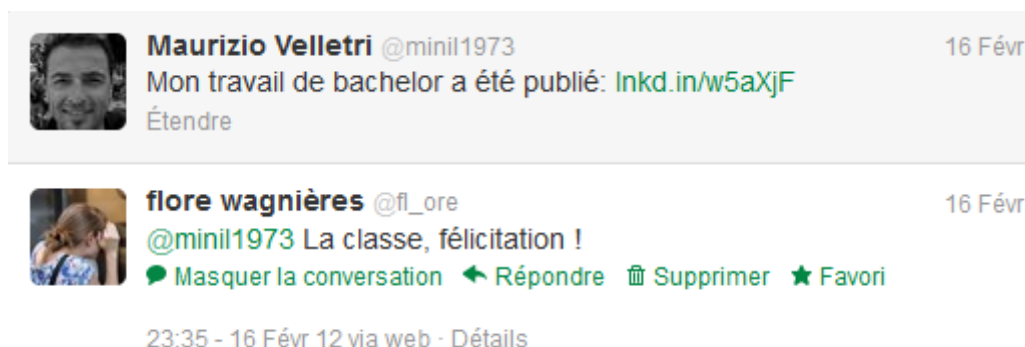 Maurizio Velletri @minil1973 16 Févr
Mon travail de bachelor a été publié: lnkd.in/w5aXjF
Étendre
flore wagnières @fl_ore 16 Févr
@minil1973 La classe, félicitation !
Masquer la conversation Répondre Supprimer Favori
23:35 - 16 Févr 12 via web · Détails